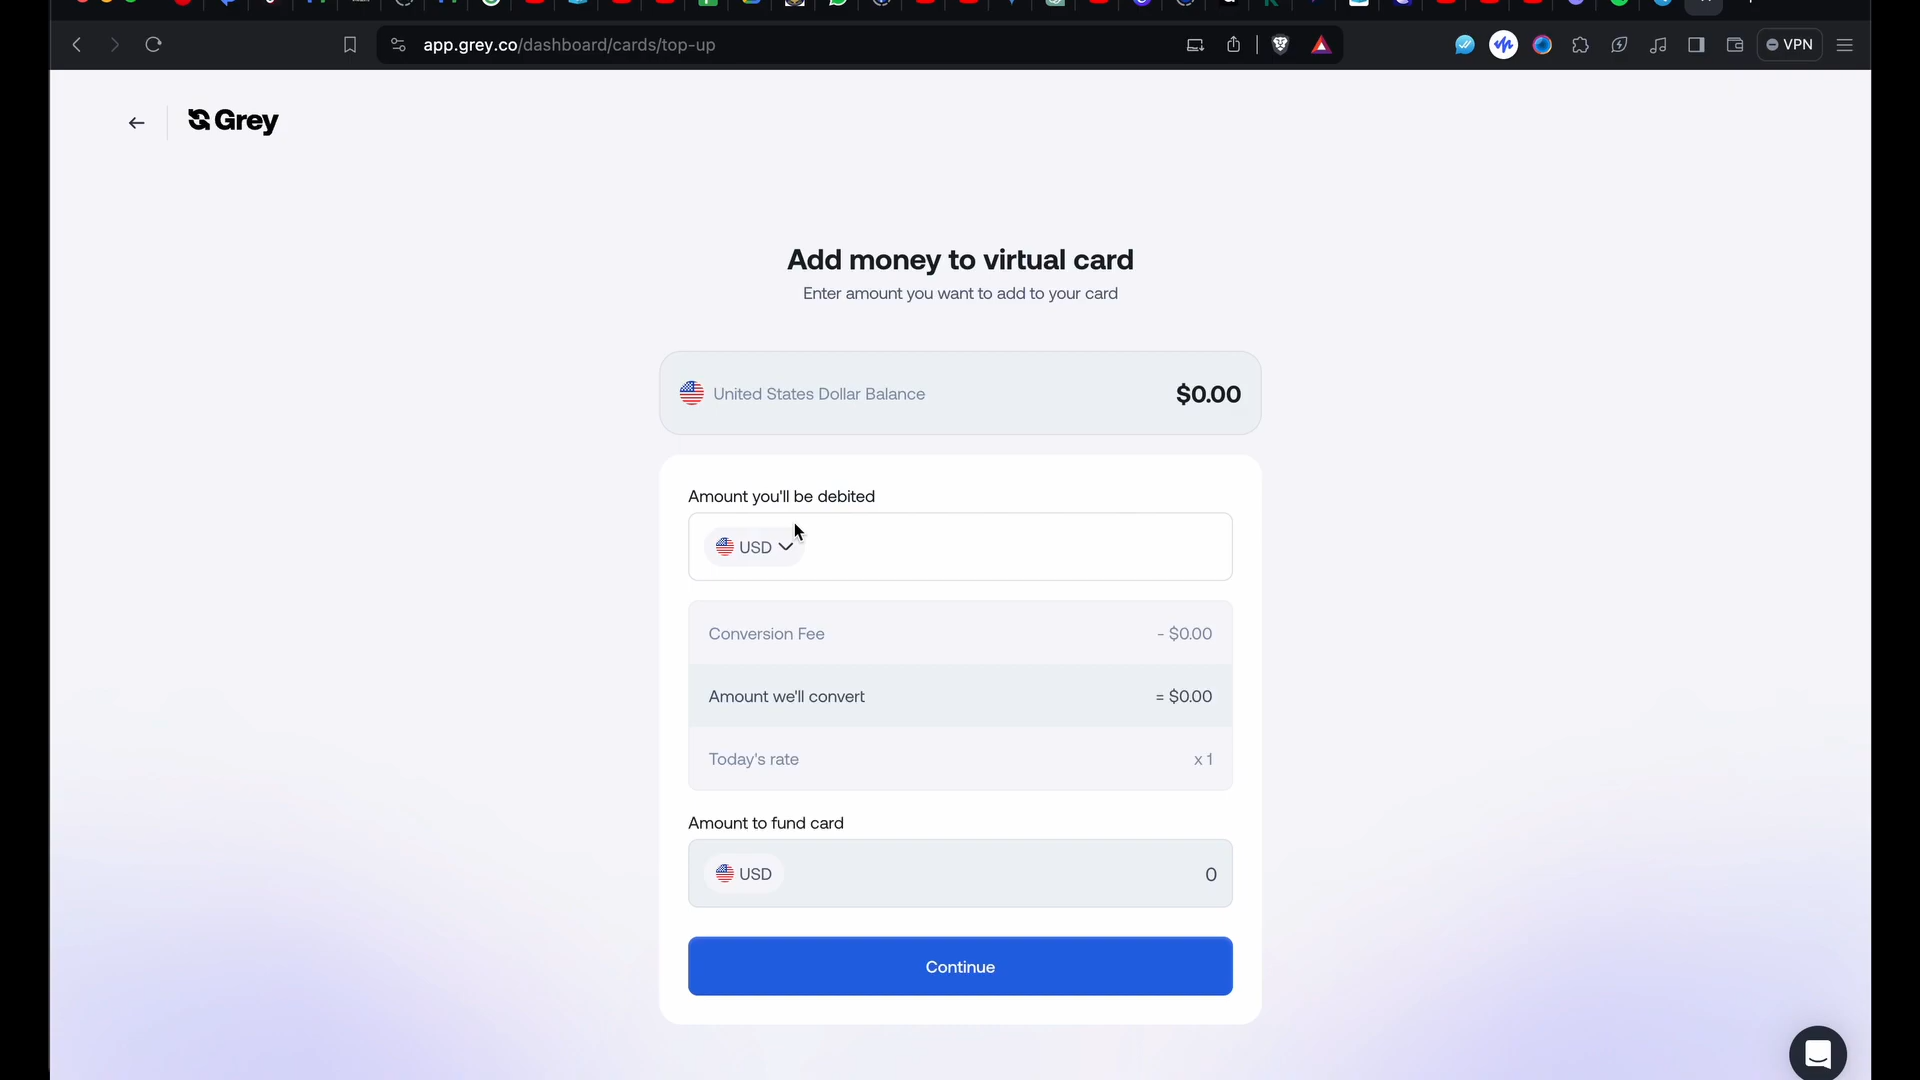 app.grey.co/dashboard/cards/top-up
VPN
Grey
Add money to virtual card
Enter amount you want to add to your card
United States Dollar Balance
$0.00
Amount you'll be debited
USD
Conversion Fee
- $0.00
Amount we'll convert
= $0.00
Today's rate
x 1
Amount to fund card
USD
0
Continue